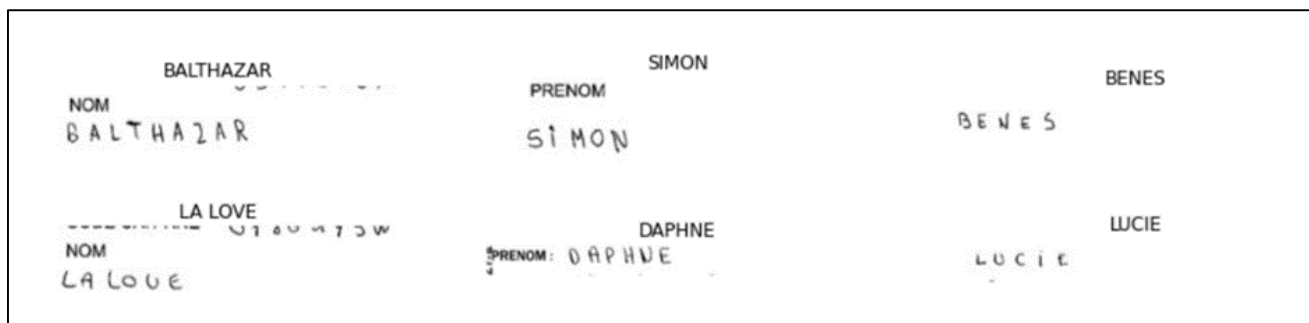 BALTHAZAR
NOM
BALTHAZAR
SIMON
PRENOM
SiMON
BENES
BENES
LA LOVE
NOM
LA LOVE
DAPHNE
PRENOM: DAPHNE
LUCIE
LUCiE